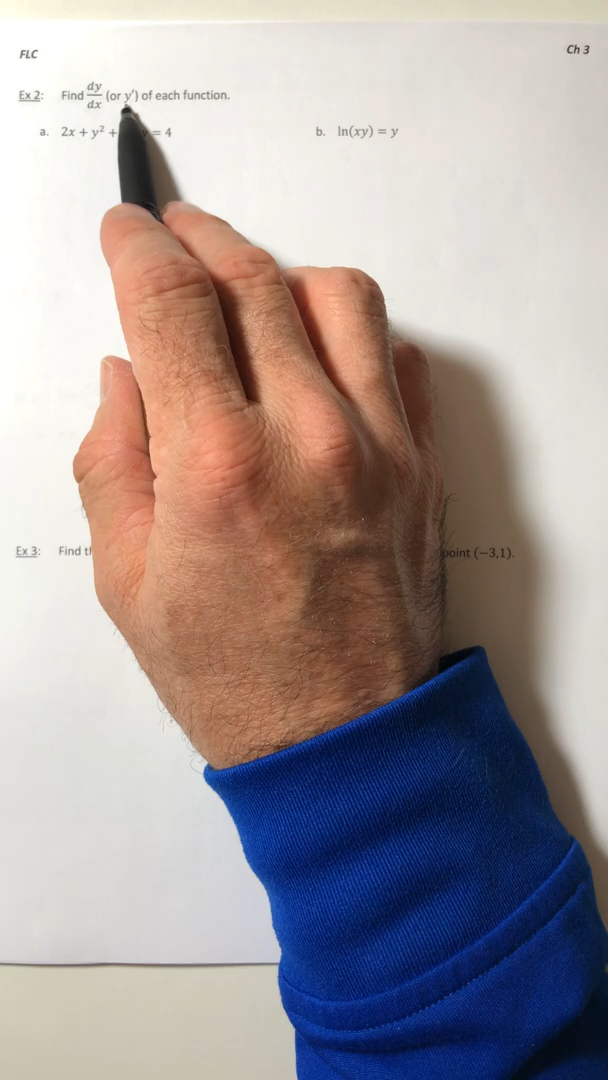 FLC
Ch 3
Ex 2: Find dy/dx (or y′) of each function.
a. 2x + y² + y = 4
b. ln(xy) = y
Ex 3: Find point (−3,1).